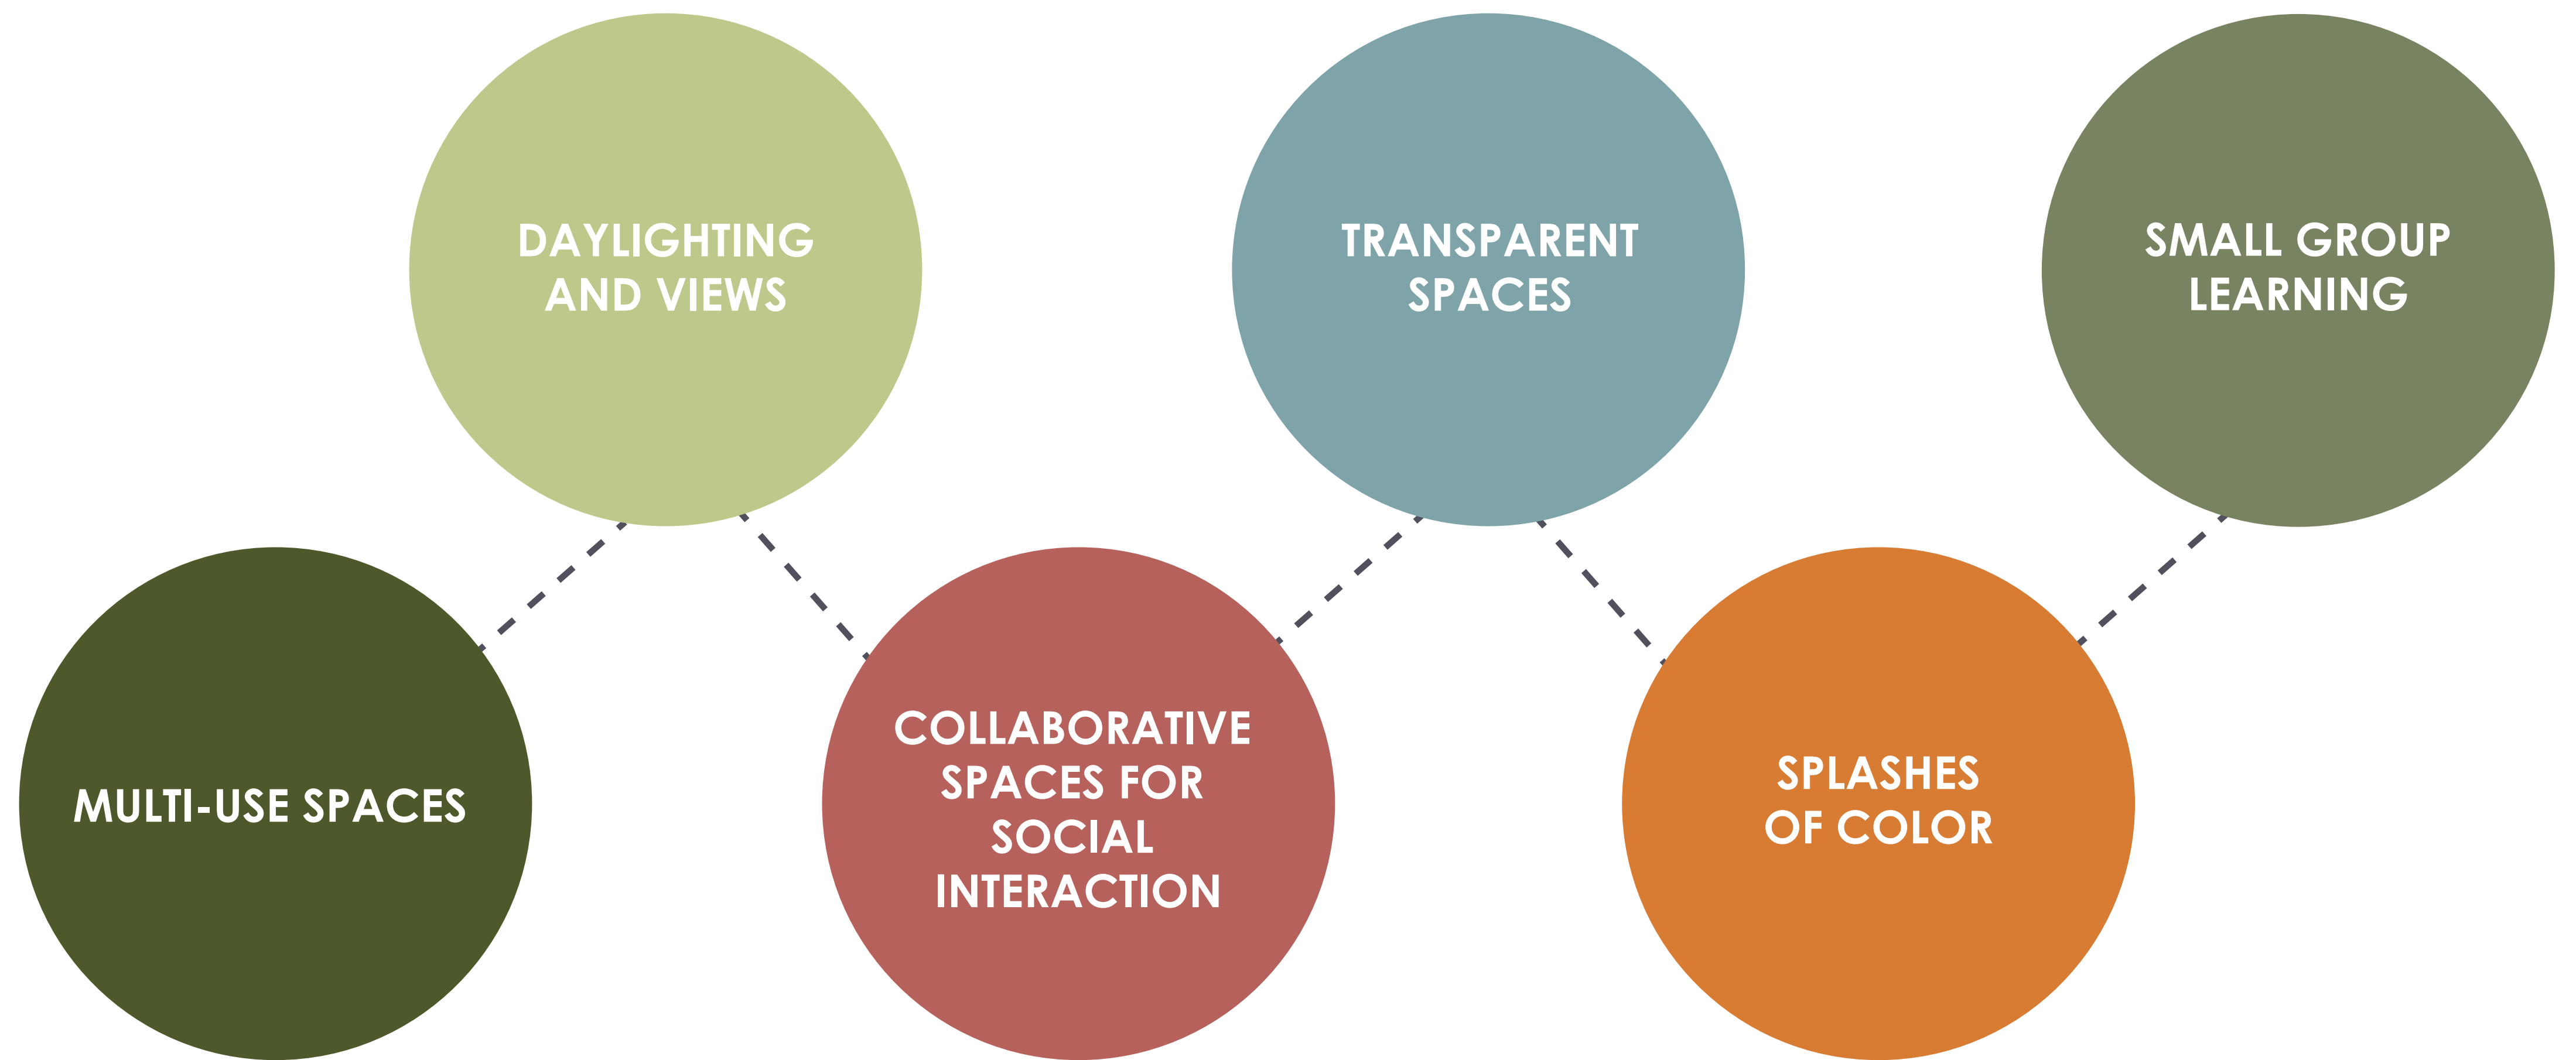 DAYLIGHTING
AND VIEWS
TRANSPARENT
SPACES
SMALL GROUP
LEARNING
MULTI-USE SPACES
COLLABORATIVE
SPACES FOR
SOCIAL
INTERACTION
SPLASHES
OF COLOR